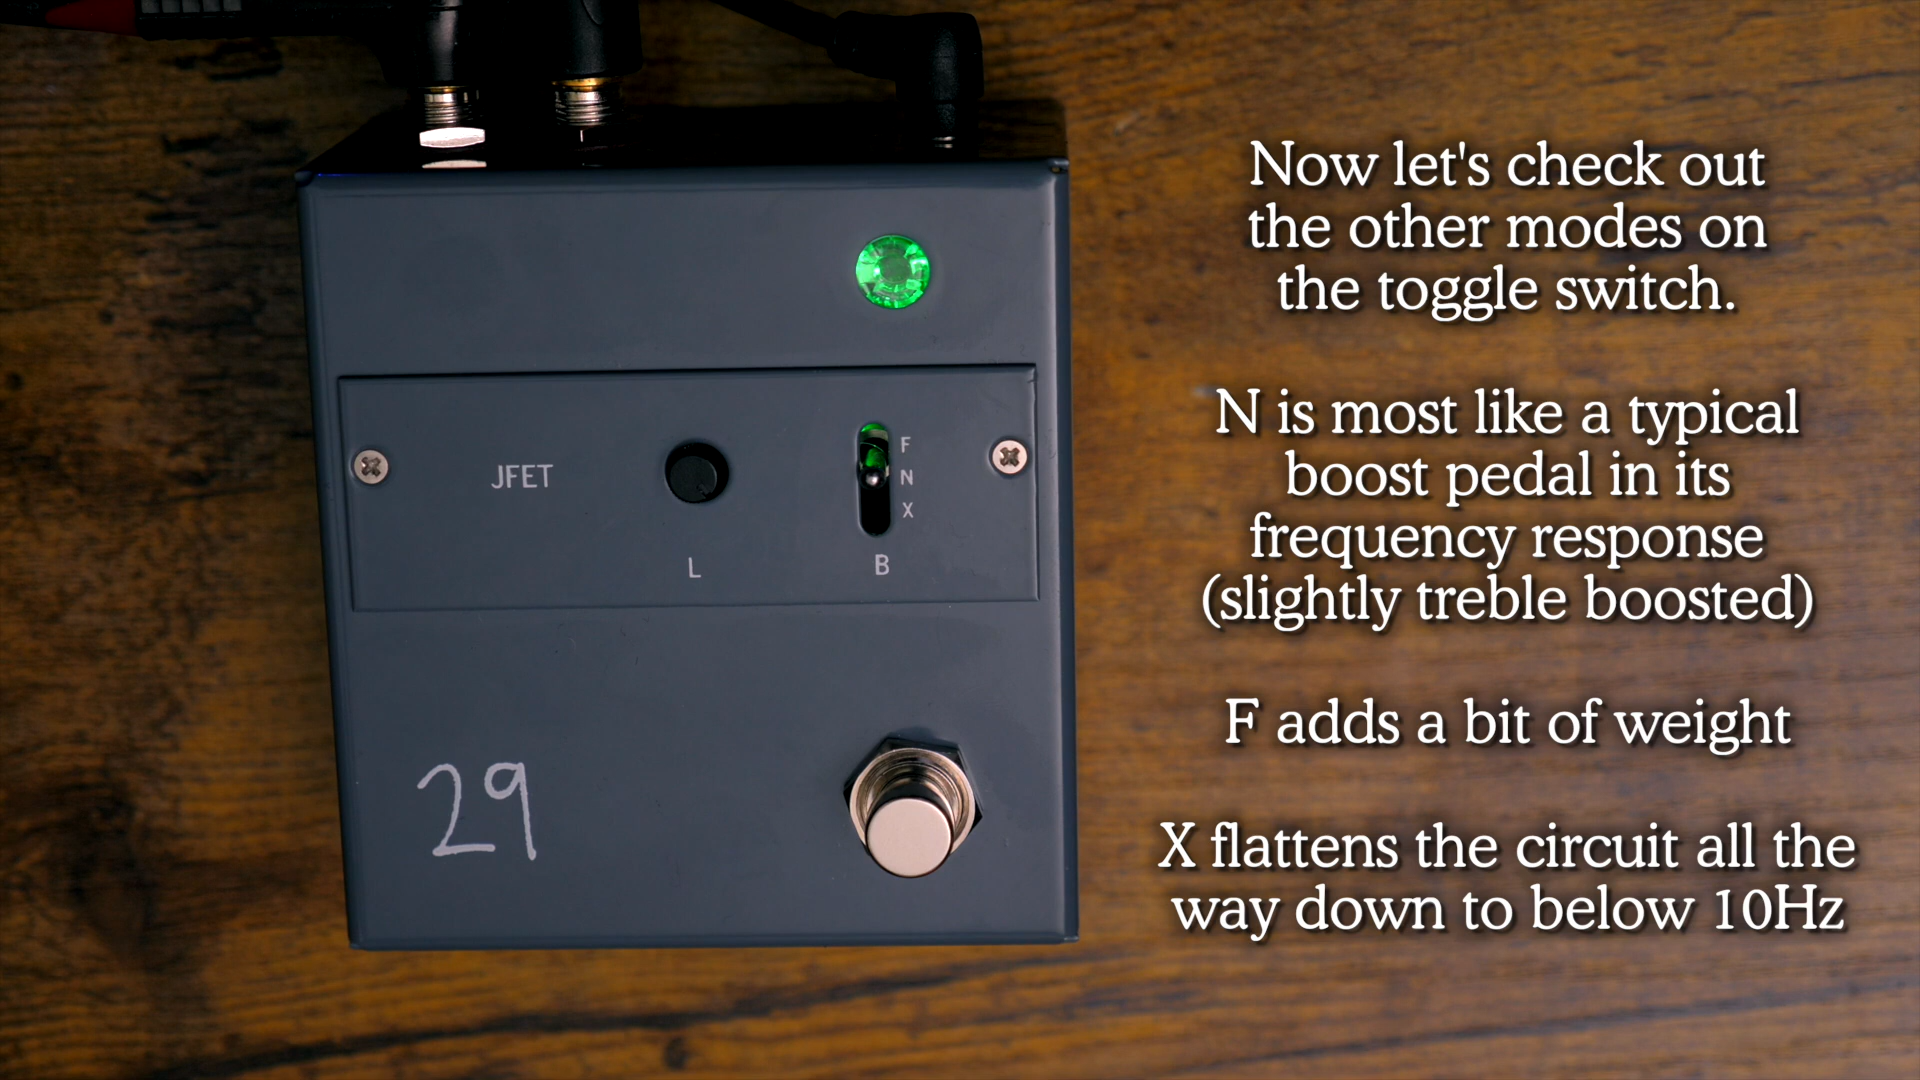 JFET
F
N
X
L
B
29
Now let's check out
the other modes on
the toggle switch.
N is most like a typical
boost pedal in its
frequency response
(slightly treble boosted)
F adds a bit of weight
X flattens the circuit all the
way down to below 10Hz